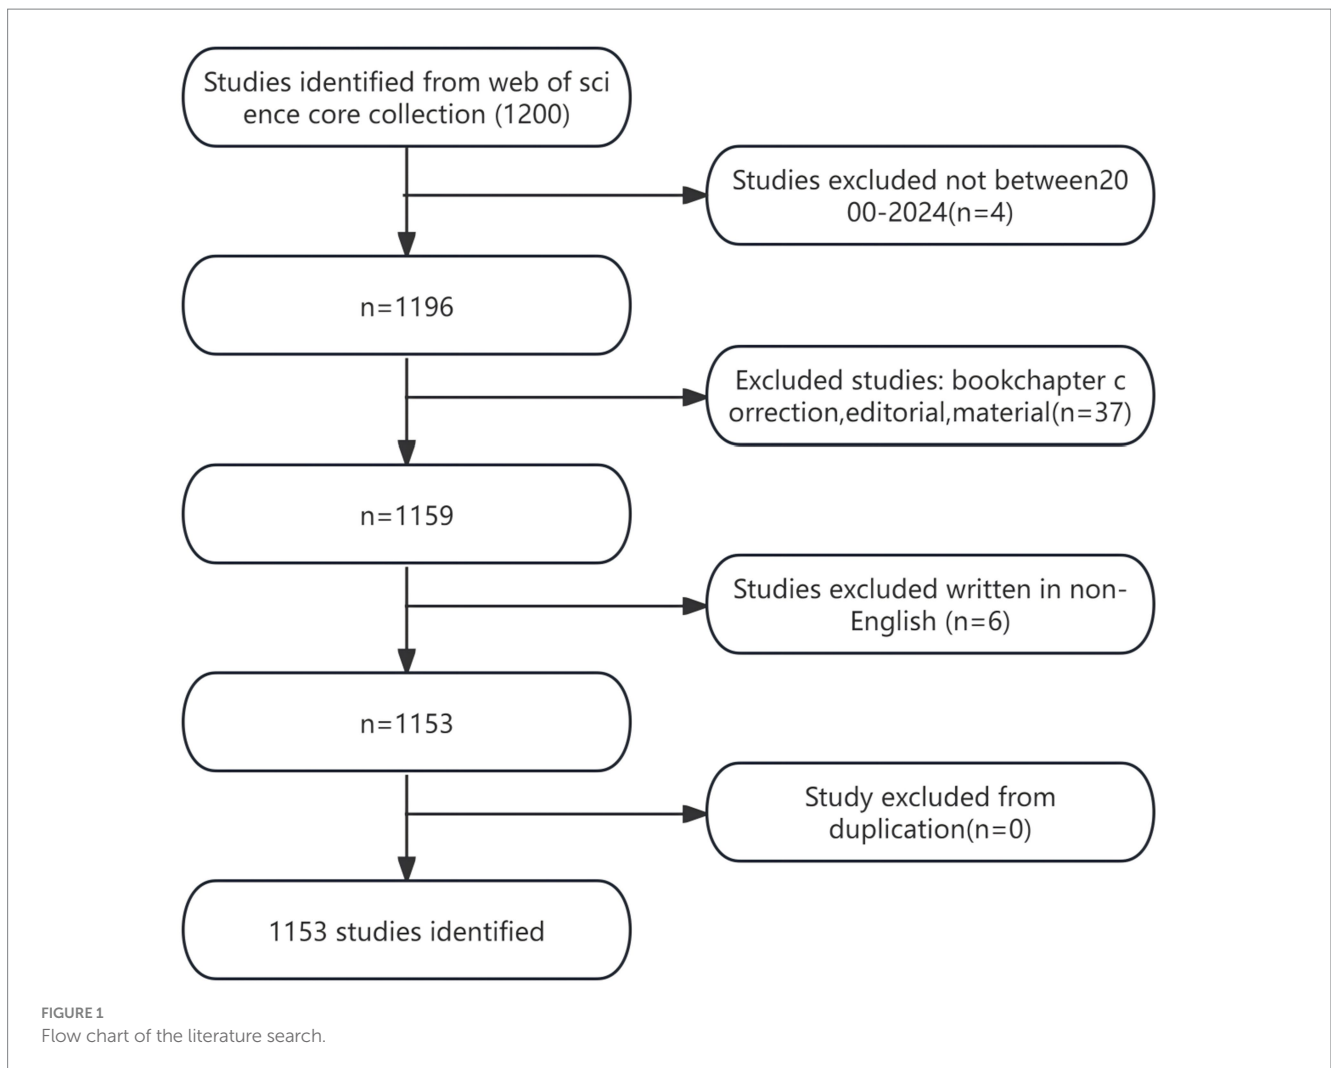 Studies identified from web of sci
ence core collection (1200)
Studies excluded not between20
00-2024(n=4)
n=1196
Excluded studies: bookchapter c
orrection,editorial,material(n=37)
n=1159
Studies excluded written in non-
English (n=6)
n=1153
Study excluded from
duplication(n=0)
1153 studies identified
FIGURE 1
Flow chart of the literature search.